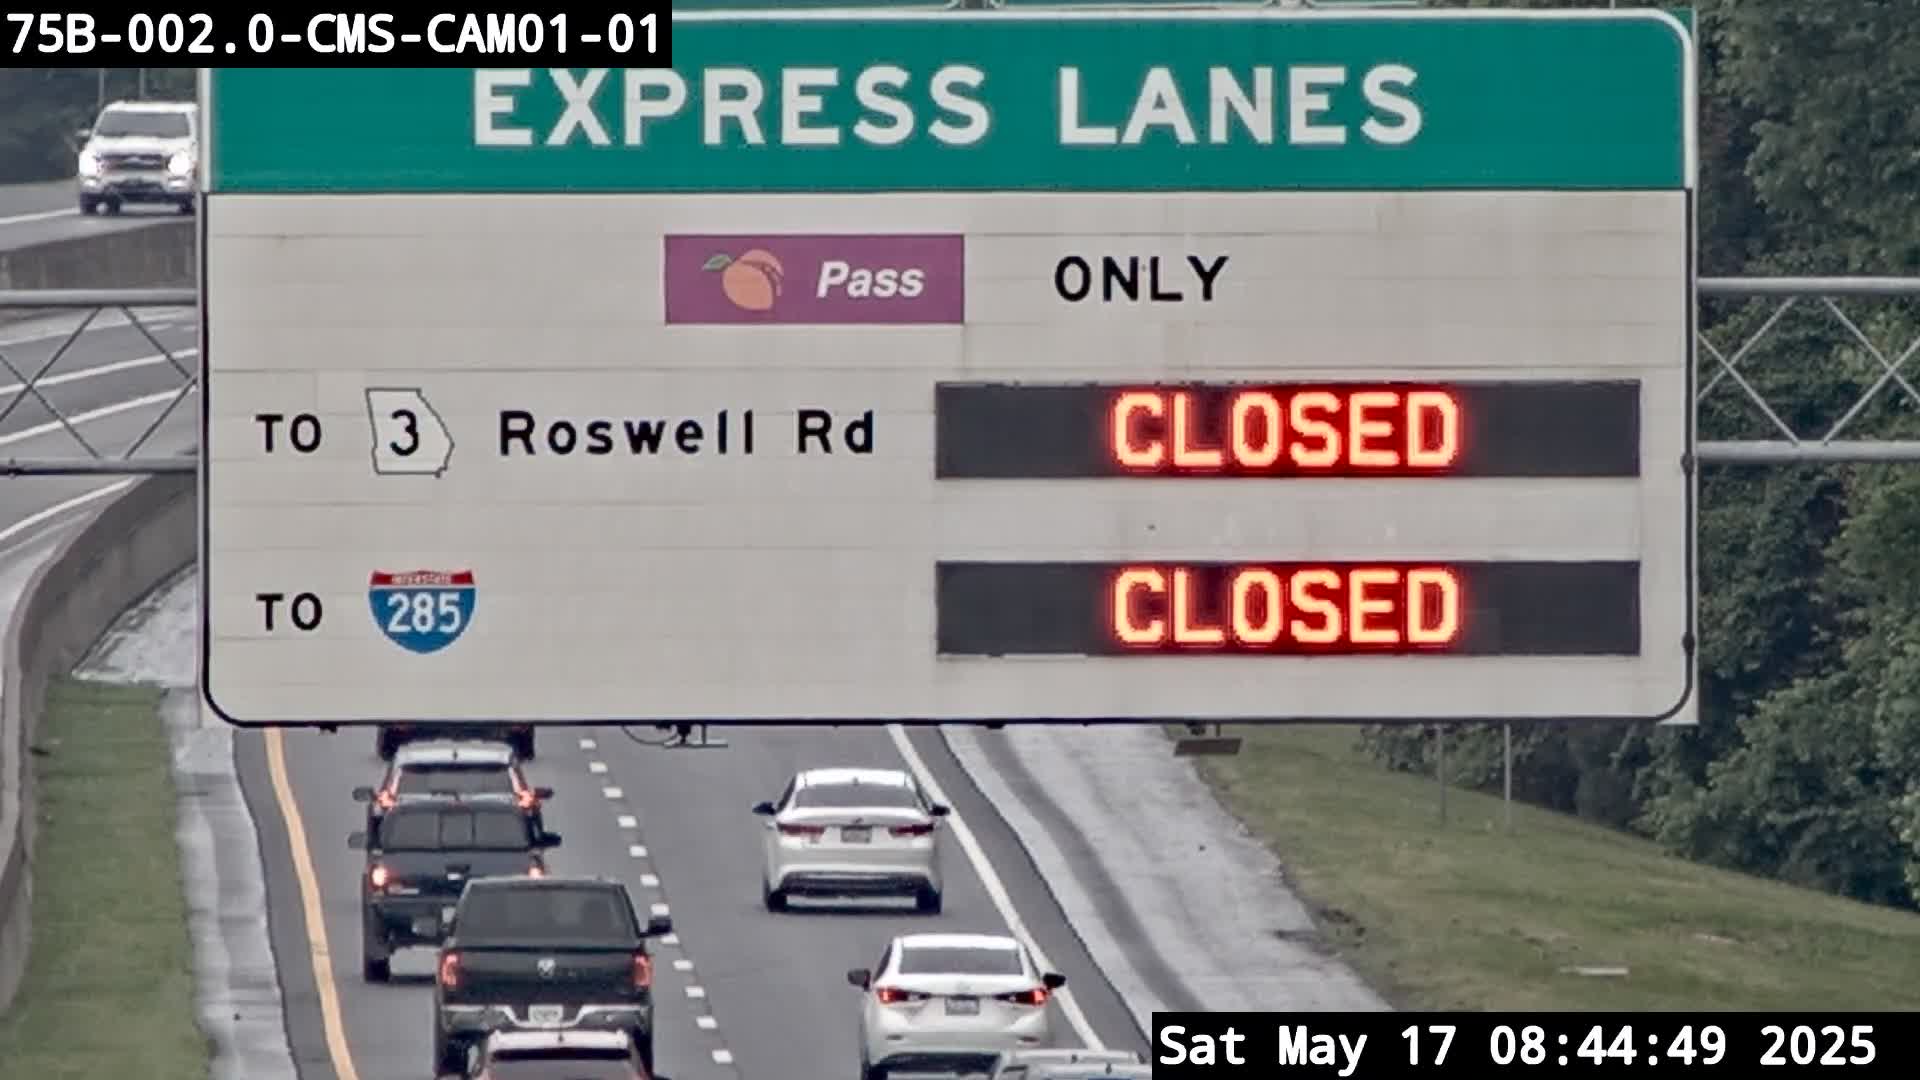 75B-002.0-CMS-CAM01-01
EXPRESS LANES
Pass ONLY
TO 3 Roswell Rd CLOSED
INTERSTATE
TO 285 CLOSED
Sat May 17 08:44:49 2025